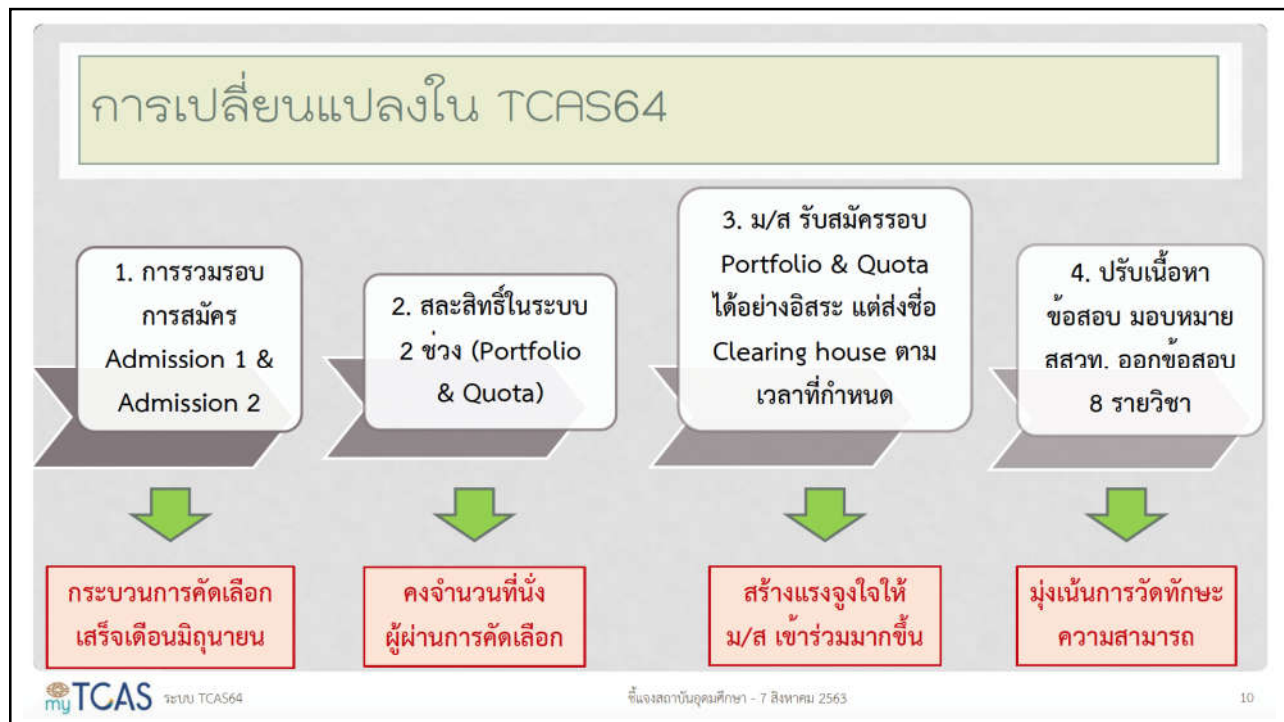 การเปลี่ยนแปลงใน TCAS64
1. การรวมรอบ
การสมัคร
Admission 1 &
Admission 2
2. สละสิทธิ์ในระบบ
2 ช่วง (Portfolio
& Quota)
3. ม/ส รับสมัครรอบ
Portfolio & Quota
ได้อย่างอิสระ แต่ส่งชื่อ
Clearing house ตาม
เวลาที่กำหนด
4. ปรับเนื้อหา
ข้อสอบ มอบหมาย
สสวท. ออกข้อสอบ
8 รายวิชา
กระบวนการคัดเลือก
เสร็จเดือนมิถุนายน
คงจำนวนที่นั่ง
ผู้ผ่านการคัดเลือก
สร้างแรงจูงใจให้
ม/ส เข้าร่วมมากขึ้น
มุ่งเน้นการวัดทักษะ
ความสามารถ
myTCAS ระบบ TCAS64
ชี้แจงสถาบันอุดมศึกษา - 7 สิงหาคม 2563
10